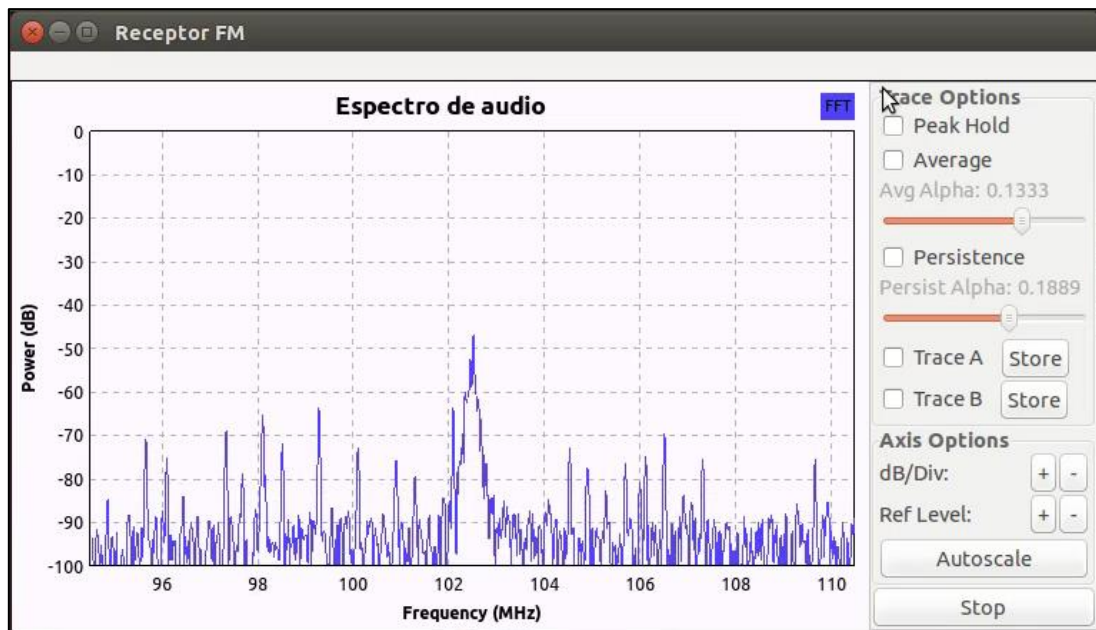 Receptor FM
Espectro de audio
FFT
0
-10
-20
-30
-40
-50
-60
-70
-80
-90
-100
Power (dB)
96 98 100 102 104 106 108 110
Frequency (MHz)
Trace Options
Peak Hold
Average
Avg Alpha: 0.1333
Persistence
Persist Alpha: 0.1889
Trace A Store
Trace B Store
Axis Options
dB/Div: + -
Ref Level: + -
Autoscale
Stop